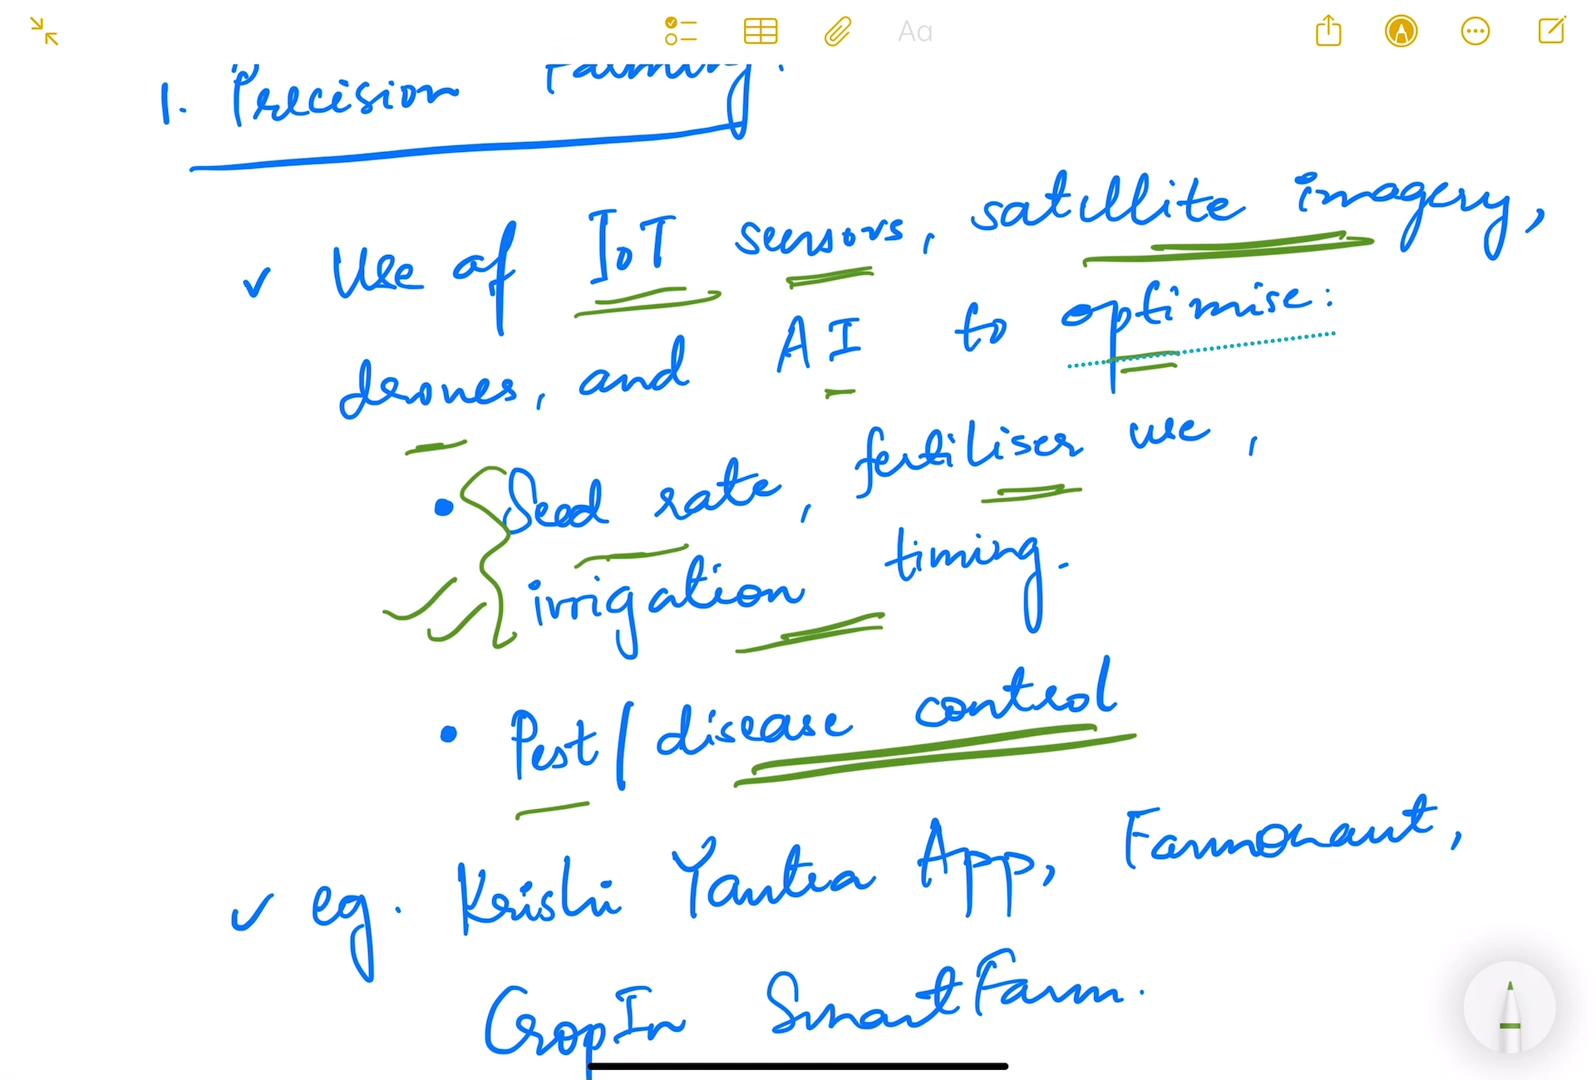 Aa
1. Precision Farming.
✓ Use of IoT sensors, satellite imagery,
drones, and AI to optimise:
• Seed rate, fertiliser use,
irrigation timing.
• Pest/disease control
✓ eg. Krishi Yantra App, Farmonaut,
CropIn SmartFarm.